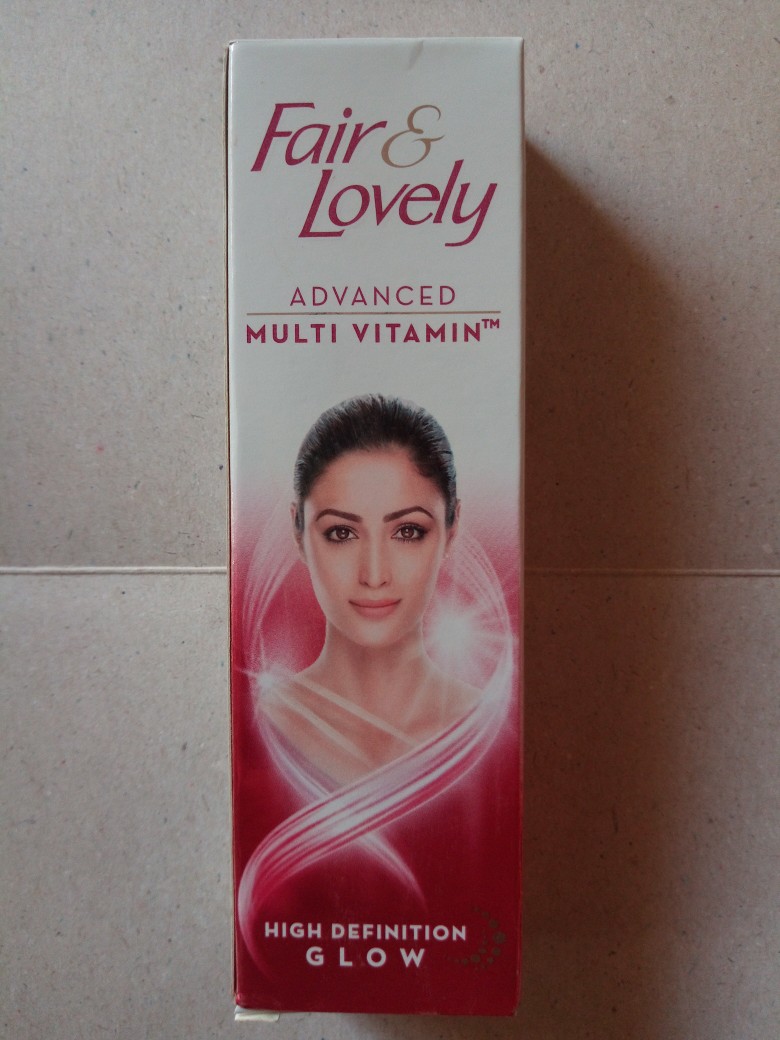 Fair &
Lovely
ADVANCED
MULTI VITAMIN™
HIGH DEFINITION
GLOW